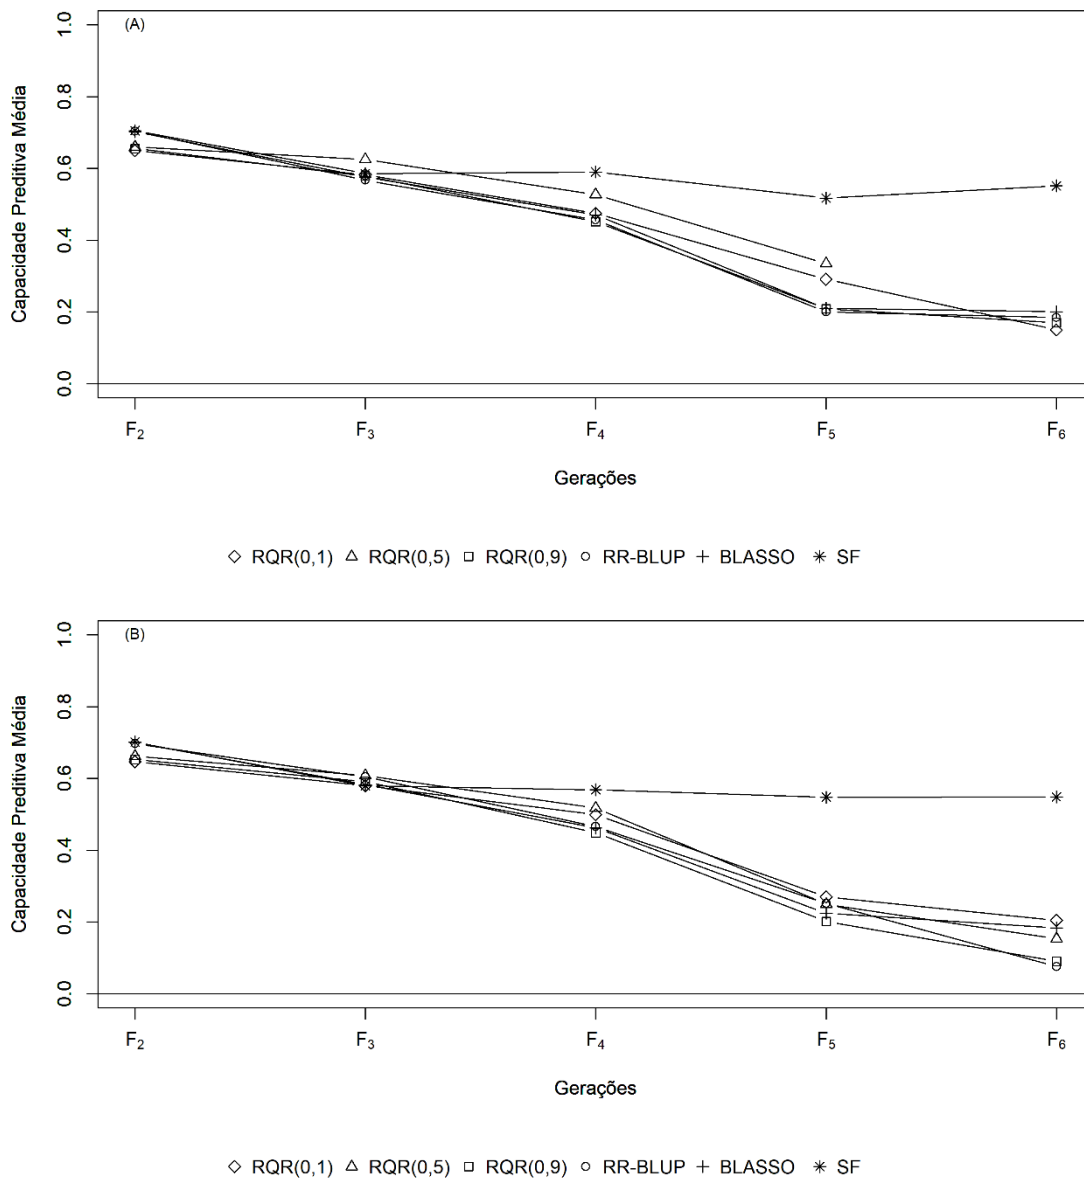 (A)
Capacidade Preditiva Média
1.0
0.8
0.6
0.4
0.2
0.0
F₂ F₃ F₄ F₅ F₆
Gerações
RQR(0,1) RQR(0,5) RQR(0,9) RR-BLUP BLASSO SF
(B)
Capacidade Preditiva Média
1.0
0.8
0.6
0.4
0.2
0.0
F₂ F₃ F₄ F₅ F₆
Gerações
RQR(0,1) RQR(0,5) RQR(0,9) RR-BLUP BLASSO SF